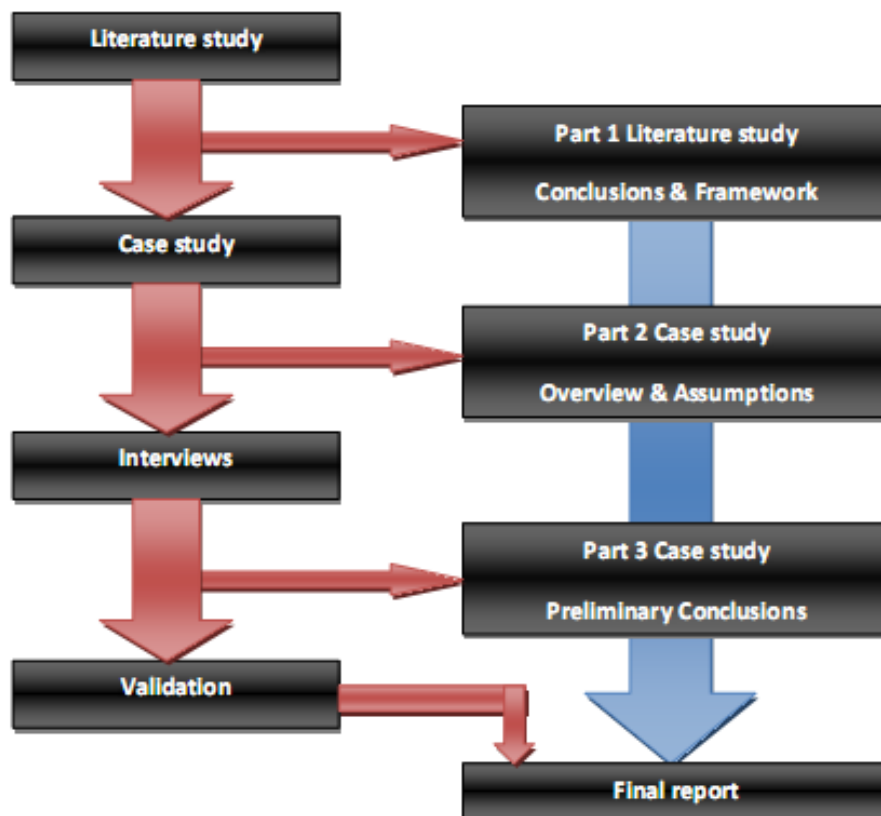 Literature study
Part 1 Literature study
Conclusions & Framework
Case study
Part 2 Case study
Overview & Assumptions
Interviews
Part 3 Case study
Preliminary Conclusions
Validation
Final report